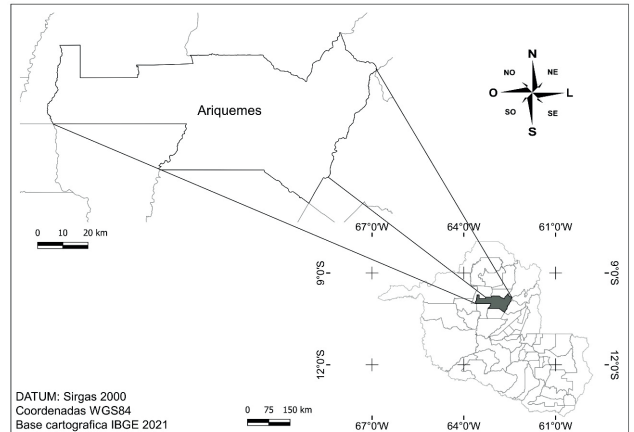 N
NO NE
O L
SO SE
S
Ariquemes
0 10 20 km
67°0'W 64°0'W 61°0'W
9°0'S 9°0'S
12°0'S 12°0'S
67°0'W 64°0'W 61°0'W
0 75 150 km
DATUM: Sirgas 2000
Coordenadas WGS84
Base cartografica IBGE 2021